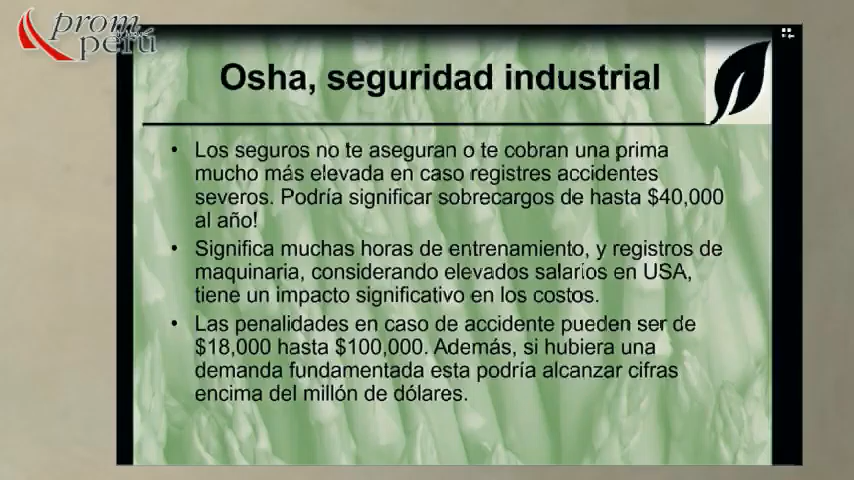 prom
perú
Osha, seguridad industrial
• Los seguros no te aseguran o te cobran una prima
mucho más elevada en caso registres accidentes
severos. Podría significar sobrecargos de hasta $40,000
al año!
• Significa muchas horas de entrenamiento, y registros de
maquinaria, considerando elevados salarios en USA,
tiene un impacto significativo en los costos.
• Las penalidades en caso de accidente pueden ser de
$18,000 hasta $100,000. Además, si hubiera una
demanda fundamentada esta podría alcanzar cifras
encima del millón de dólares.